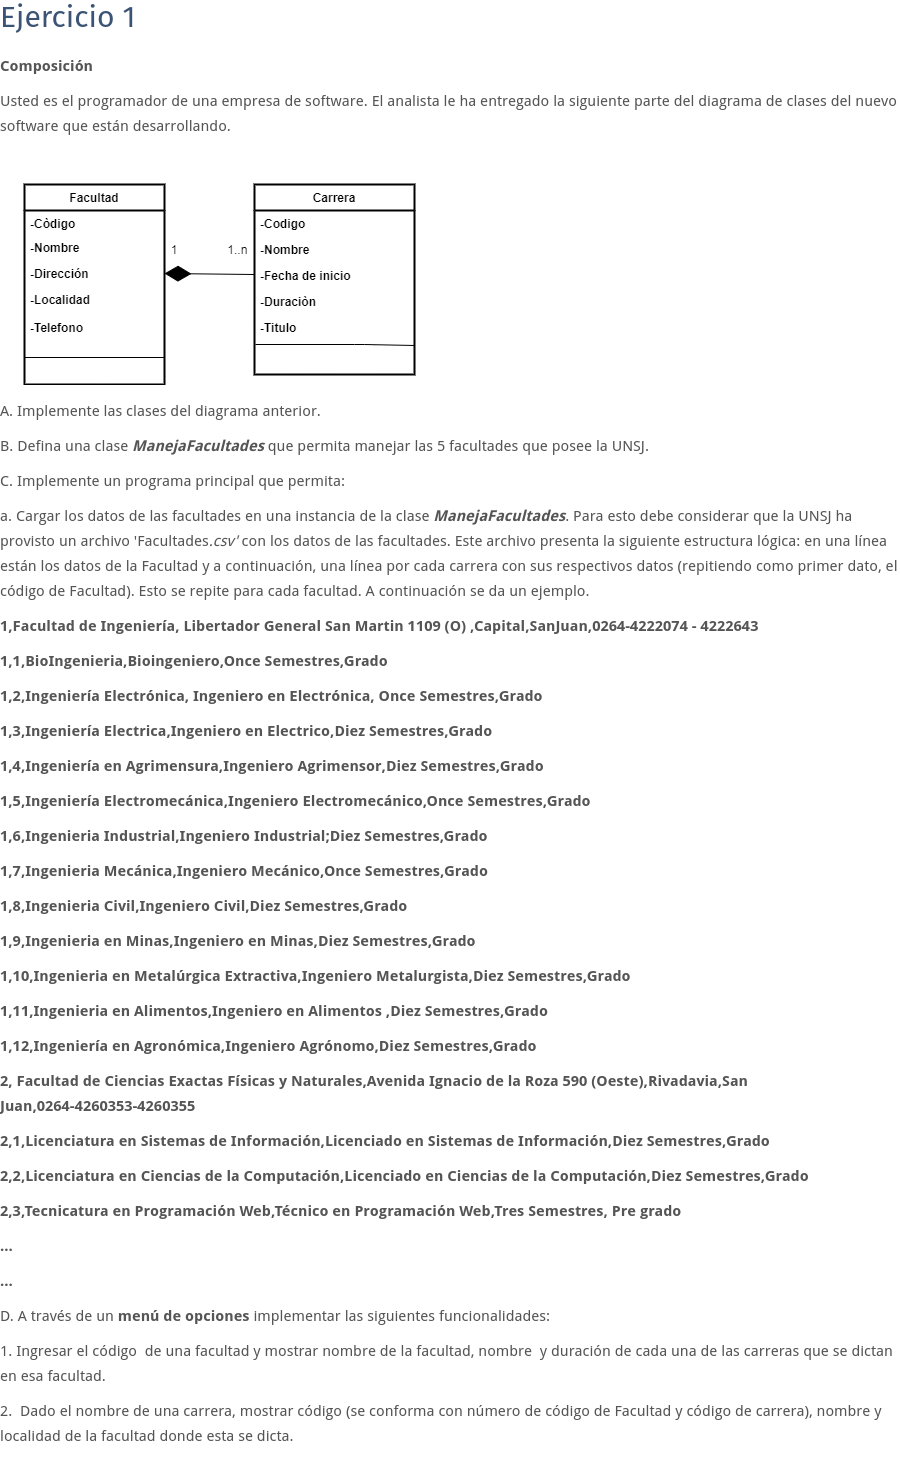 Ejercicio 1
Composición
Usted es el programador de una empresa de software. El analista le ha entregado la siguiente parte del diagrama de clases del nuevo
software que están desarrollando.
Facultad
-Còdigo
-Nombre
-Dirección
-Localidad
-Telefono
1
1..n
Carrera
-Codigo
-Nombre
-Fecha de inicio
-Duraciòn
-Titulo
A. Implemente las clases del diagrama anterior.
B. Defina una clase ManejaFacultades que permita manejar las 5 facultades que posee la UNSJ.
C. Implemente un programa principal que permita:
a. Cargar los datos de las facultades en una instancia de la clase ManejaFacultades. Para esto debe considerar que la UNSJ ha
provisto un archivo 'Facultades.csv' con los datos de las facultades. Este archivo presenta la siguiente estructura lógica: en una línea
están los datos de la Facultad y a continuación, una línea por cada carrera con sus respectivos datos (repitiendo como primer dato, el
código de Facultad). Esto se repite para cada facultad. A continuación se da un ejemplo.
1,Facultad de Ingeniería, Libertador General San Martin 1109 (O) ,Capital,SanJuan,0264-4222074 - 4222643
1,1,BioIngenieria,Bioingeniero,Once Semestres,Grado
1,2,Ingeniería Electrónica, Ingeniero en Electrónica, Once Semestres,Grado
1,3,Ingeniería Electrica,Ingeniero en Electrico,Diez Semestres,Grado
1,4,Ingeniería en Agrimensura,Ingeniero Agrimensor,Diez Semestres,Grado
1,5,Ingeniería Electromecánica,Ingeniero Electromecánico,Once Semestres,Grado
1,6,Ingenieria Industrial,Ingeniero Industrial;Diez Semestres,Grado
1,7,Ingenieria Mecánica,Ingeniero Mecánico,Once Semestres,Grado
1,8,Ingenieria Civil,Ingeniero Civil,Diez Semestres,Grado
1,9,Ingenieria en Minas,Ingeniero en Minas,Diez Semestres,Grado
1,10,Ingenieria en Metalúrgica Extractiva,Ingeniero Metalurgista,Diez Semestres,Grado
1,11,Ingenieria en Alimentos,Ingeniero en Alimentos ,Diez Semestres,Grado
1,12,Ingeniería en Agronómica,Ingeniero Agrónomo,Diez Semestres,Grado
2, Facultad de Ciencias Exactas Físicas y Naturales,Avenida Ignacio de la Roza 590 (Oeste),Rivadavia,San
Juan,0264-4260353-4260355
2,1,Licenciatura en Sistemas de Información,Licenciado en Sistemas de Información,Diez Semestres,Grado
2,2,Licenciatura en Ciencias de la Computación,Licenciado en Ciencias de la Computación,Diez Semestres,Grado
2,3,Tecnicatura en Programación Web,Técnico en Programación Web,Tres Semestres, Pre grado
...
...
D. A través de un menú de opciones implementar las siguientes funcionalidades:
1. Ingresar el código  de una facultad y mostrar nombre de la facultad, nombre  y duración de cada una de las carreras que se dictan
en esa facultad.
2.  Dado el nombre de una carrera, mostrar código (se conforma con número de código de Facultad y código de carrera), nombre y
localidad de la facultad donde esta se dicta.